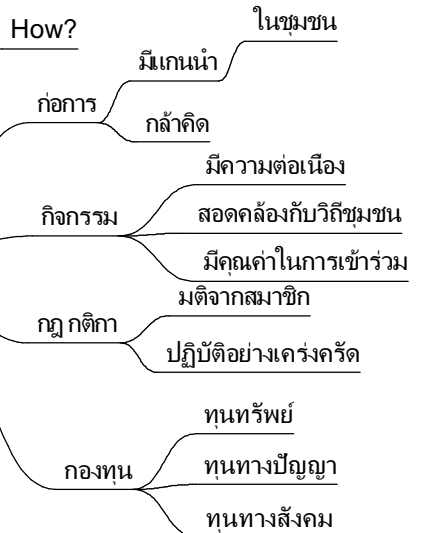 How?
ในชุมชน
มีแกนนำ
ก่อการ
กล้าคิด
มีความต่อเนื่อง
กิจกรรม
สอดคล้องกับวิถีชุมชน
มีคุณค่าในการเข้าร่วม
มติจากสมาชิก
กฎ กติกา
ปฏิบัติอย่างเคร่งครัด
ทุนทรัพย์
กองทุน
ทุนทางปัญญา
ทุนทางสังคม